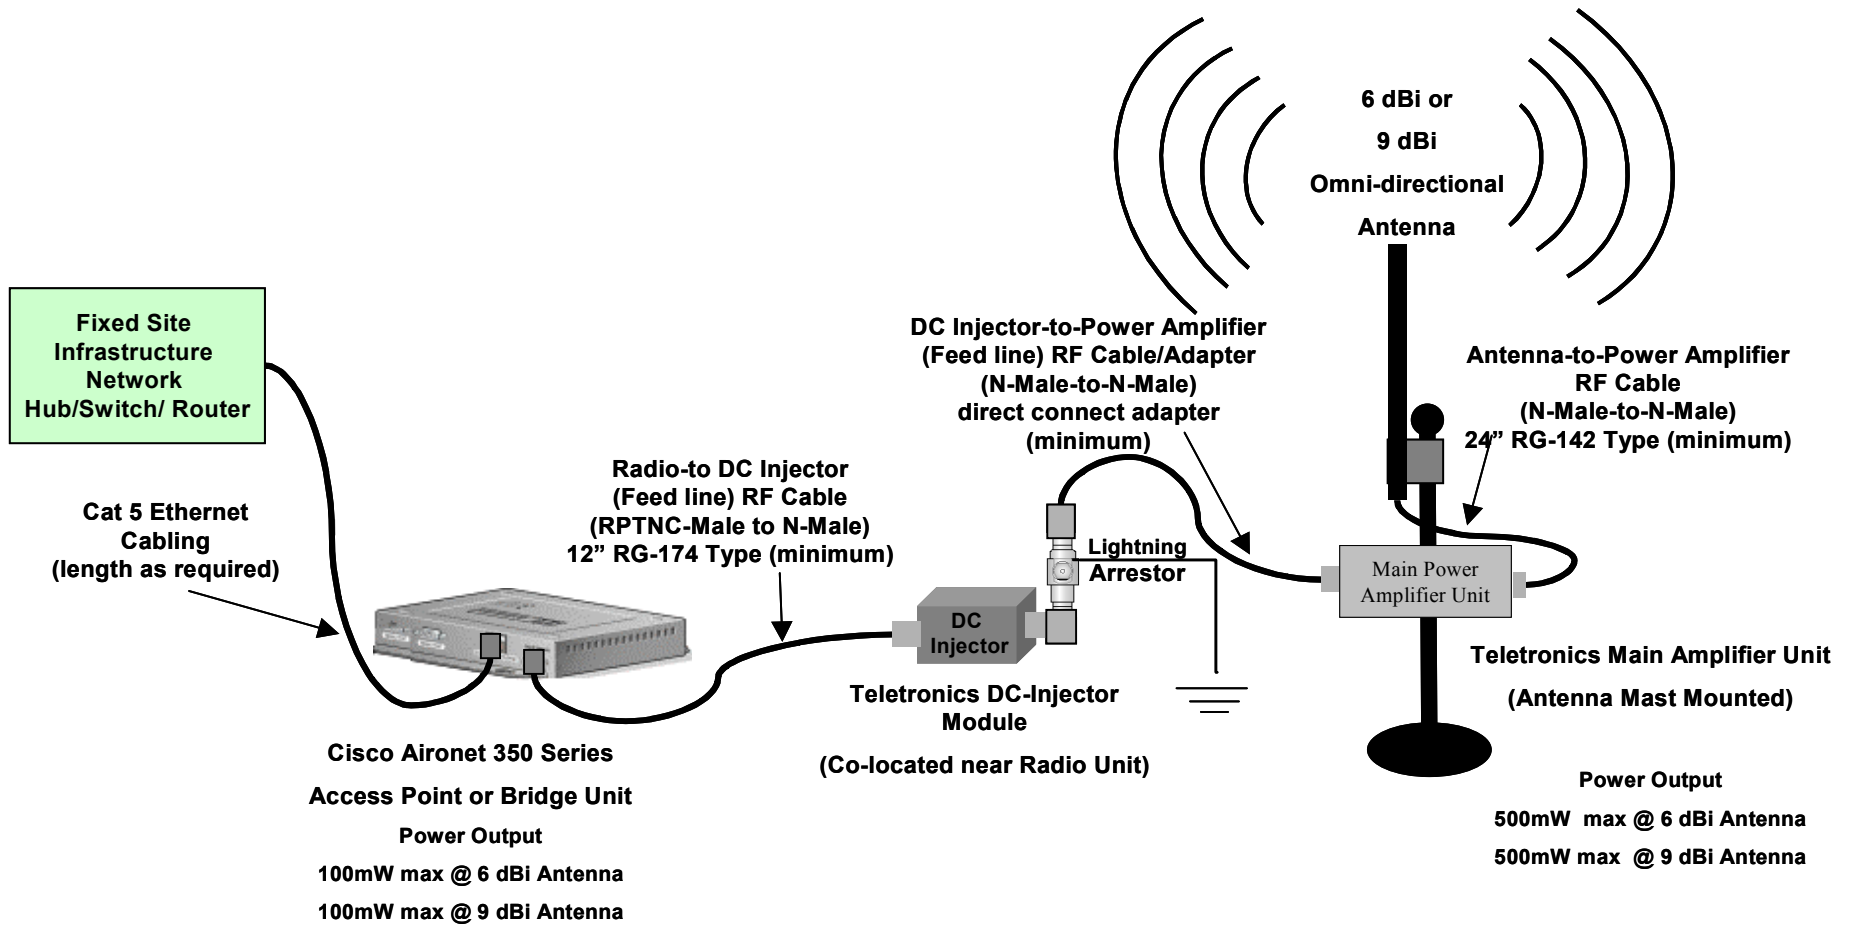 6 dBi or
9 dBi
Omni-directional
Antenna
Fixed Site
Infrastructure
Network
Hub/Switch/ Router
DC Injector-to-Power Amplifier
(Feed line) RF Cable/Adapter
(N-Male-to-N-Male)
direct connect adapter
(minimum)
Antenna-to-Power Amplifier
RF Cable
(N-Male-to-N-Male)
24” RG-142 Type (minimum)
Radio-to DC Injector
(Feed line) RF Cable
(RPTNC-Male to N-Male)
12” RG-174 Type (minimum)
Cat 5 Ethernet
Cabling
(length as required)
Lightning
Arrestor
Main Power
Amplifier Unit
DC
Injector
Teletronics DC-Injector
Module
(Co-located near Radio Unit)
Teletronics Main Amplifier Unit
(Antenna Mast Mounted)
Cisco Aironet 350 Series
Access Point or Bridge Unit
Power Output
100mW max @ 6 dBi Antenna
100mW max @ 9 dBi Antenna
Power Output
500mW  max @ 6 dBi Antenna
500mW max  @ 9 dBi Antenna